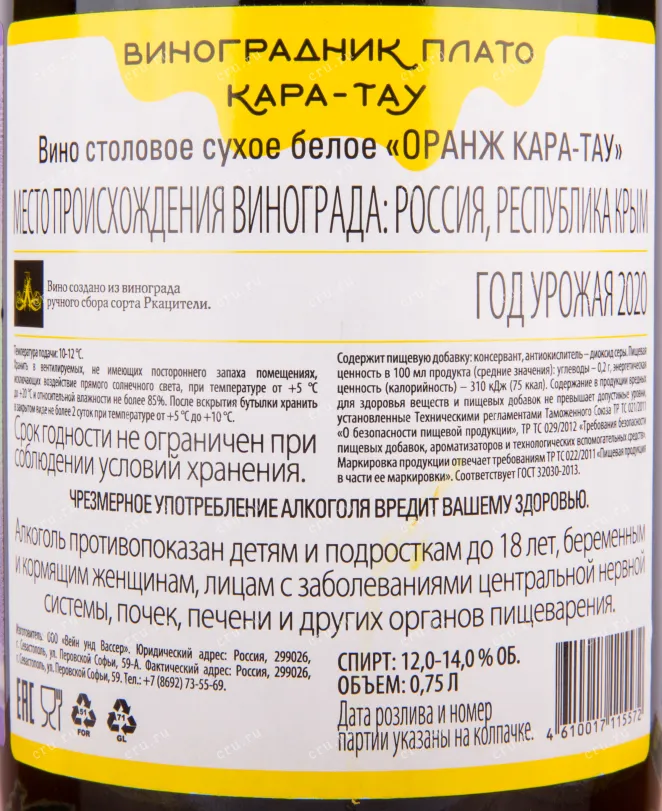 ВИНОГРАДНИК ПЛАТО
КАРА-ТАУ
Вино столовое сухое белое «ОРАНЖ КАРА-ТАУ»
МЕСТО ПРОИСХОЖДЕНИЯ ВИНОГРАДА: РОССИЯ, РЕСПУБЛИКА КРЫМ
Вино создано из винограда
ручного сбора сорта Ркацители.
ГОД УРОЖАЯ 2020
Температура подачи: 10-12 °C.
Хранить в вентилируемых, не имеющих постороннего запаха помещениях,
исключающих воздействие прямого солнечного света, при температуре от +5 °C
до +20 °C и относительной влажности не более 85%. После вскрытия бутылки хранить
в закрытом виде не более 2 суток при температуре от +5 °C до +10 °C.
Срок годности не ограничен при
соблюдении условий хранения.
Содержит пищевую добавку: консервант, антиокислитель – диоксид серы. Пищевая
ценность в 100 мл продукта (средние значения): углеводы – 0,2 г, энергетическая
ценность (калорийность) – 310 кДж (75 ккал). Содержание в продукции вредных
для здоровья веществ и пищевых добавок не превышает допустимые уровни,
установленные Техническими регламентами Таможенного Союза ТР ТС 021/2011
«О безопасности пищевой продукции», ТР ТС 029/2012 «Требования безопасности
пищевых добавок, ароматизаторов и технологических вспомогательных средств».
Маркировка продукции отвечает требованиям ТР ТС 022/2011 «Пищевая продукция
в части ее маркировки». Соответствует ГОСТ 32030-2013.
ЧРЕЗМЕРНОЕ УПОТРЕБЛЕНИЕ АЛКОГОЛЯ ВРЕДИТ ВАШЕМУ ЗДОРОВЬЮ.
Алкоголь противопоказан детям и подросткам до 18 лет, беременным
и кормящим женщинам, лицам с заболеваниями центральной нервной
системы, почек, печени и других органов пищеварения.
Изготовитель: ООО «Вейн унд Вассер». Юридический адрес: Россия, 299026,
г. Севастополь, ул. Перовской Софьи, 59-А. Фактический адрес: Россия, 299026,
г. Севастополь, ул. Перовской Софьи, 59. Тел.: +7 (8692) 73-55-69.
EAC
51
FOR
71
GL
СПИРТ: 12,0-14,0 % ОБ.
ОБЪЕМ: 0,75 Л
Дата розлива и номер
партии указаны на колпачке.
4 610017 115572